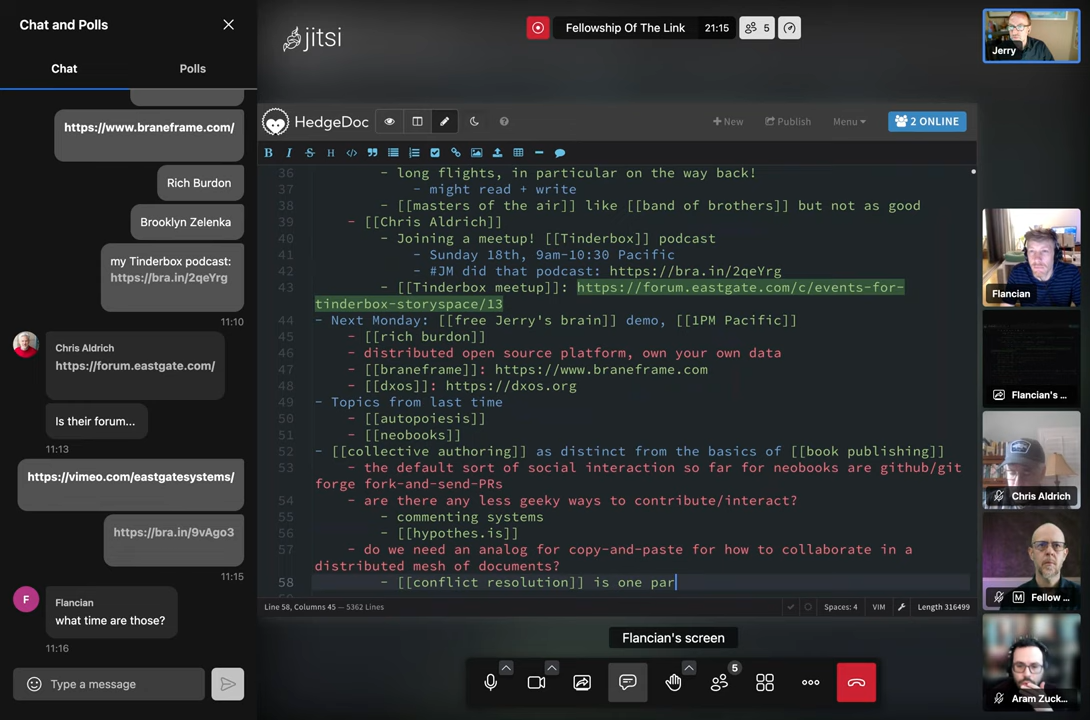 Chat and Polls
Chat
Polls
https://www.braneframe.com/
Rich Burdon
Brooklyn Zelenka
my Tinderbox podcast:
https://bra.in/2qeYrg
11:10
Chris Aldrich
https://forum.eastgate.com/
Is their forum...
11:13
https://vimeo.com/eastgatesystems/
https://bra.in/9vAgo3
11:15
F
Flancian
what time are those?
11:16
Type a message
jitsi
Fellowship Of The Link
21:15
5
HedgeDoc
New
Publish
Menu
2 ONLINE
B I S H
36 - long flights, in particular on the way back!
37 - might read + write
38 - [[masters of the air]] like [[band of brothers]] but not as good
39 - [[Chris Aldrich]]
40 - Joining a meetup! [[Tinderbox]] podcast
41 - Sunday 18th, 9am-10:30 Pacific
42 - #JM did that podcast: https://bra.in/2qeYrg
43 - [[Tinderbox meetup]]: https://forum.eastgate.com/c/events-for-
tinderbox-storyspace/13
44 - Next Monday: [[free Jerry's brain]] demo, [[1PM Pacific]]
45 - [[rich burdon]]
46 - distributed open source platform, own your own data
47 - [[braneframe]]: https://www.braneframe.com
48 - [[dxos]]: https://dxos.org
49 - Topics from last time
50 - [[autopoiesis]]
51 - [[neobooks]]
52 - [[collective authoring]] as distinct from the basics of [[book publishing]]
53 - the default sort of social interaction so far for neobooks are github/git
forge fork-and-send-PRs
54 - are there any less geeky ways to contribute/interact?
55 - commenting systems
56 - [[hypothes.is]]
57 - do we need an analog for copy-and-paste for how to collaborate in a
distributed mesh of documents?
58 - [[conflict resolution]] is one par
Line 58, Columns 45 — 5362 Lines
Spaces: 4
VIM
Length 316499
Flancian's screen
5
Jerry
Flancian
Flancian's ...
Chris Aldrich
M Fellow ...
Aram Zuck...